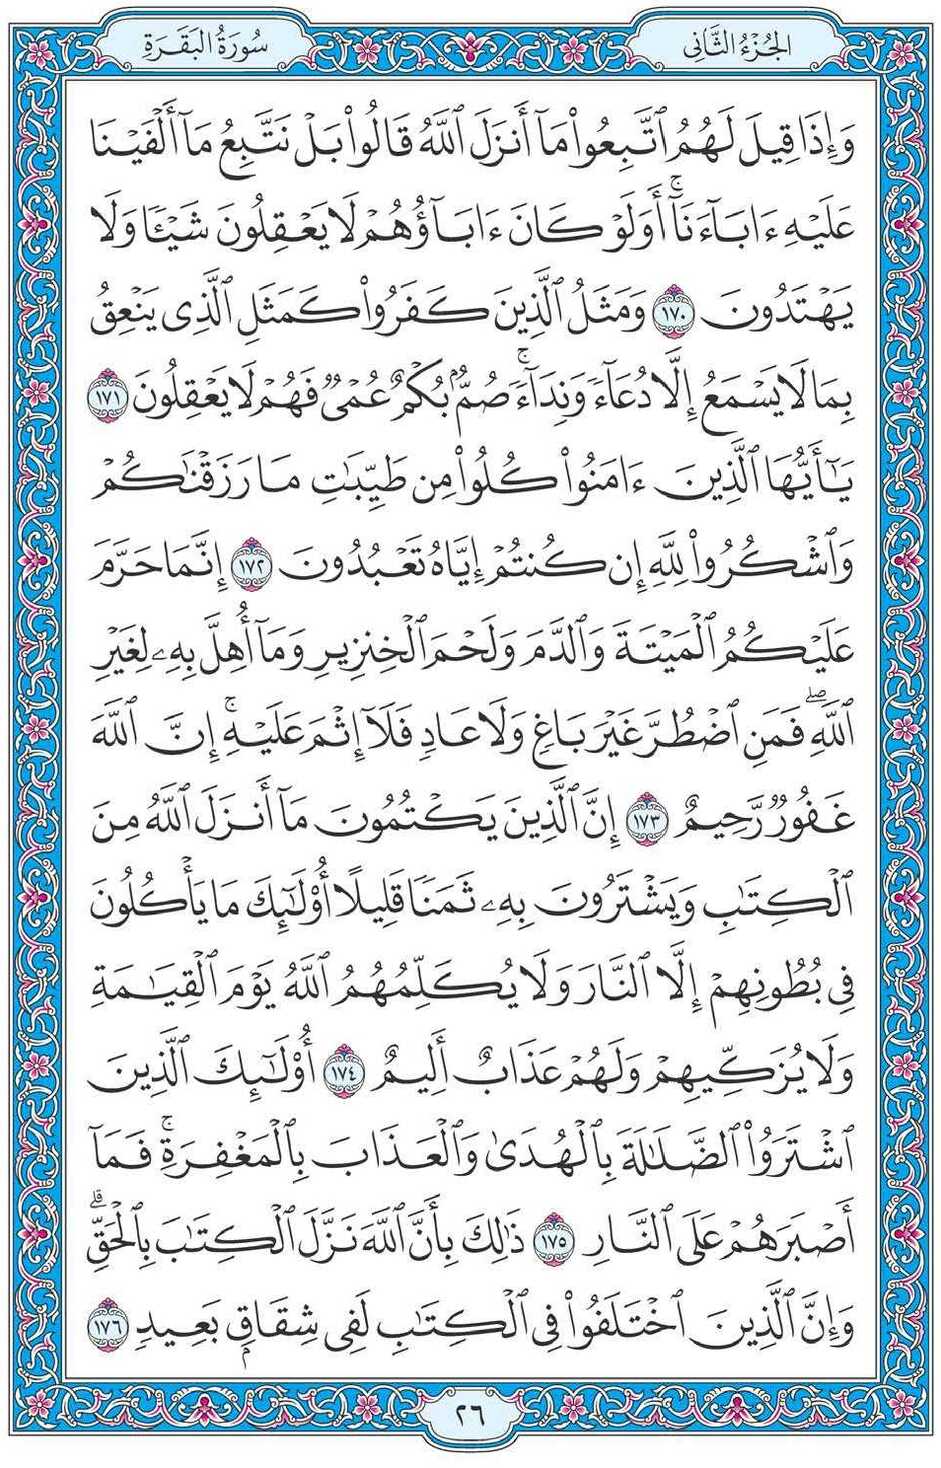 الجُزْءُ الثَّانِي
سُورَةُ البَقَرَةِ
وَإِذَا قِيلَ لَهُمُ ٱتَّبِعُواْ مَآ أَنزَلَ ٱللَّهُ قَالُواْ بَلْ نَتَّبِعُ مَآ أَلْفَيْنَا
عَلَيْهِ ءَابَآءَنَآۚ أَوَلَوْ كَانَ ءَابَآؤُهُمْ لَا يَعْقِلُونَ شَيْـًٔا وَلَا
يَهْتَدُونَ ١٧٠ وَمَثَلُ ٱلَّذِينَ كَفَرُواْ كَمَثَلِ ٱلَّذِى يَنْعِقُ
بِمَا لَا يَسْمَعُ إِلَّا دُعَآءً وَنِدَآءًۚ صُمُّۢ بُكْمٌ عُمْىٌ فَهُمْ لَا يَعْقِلُونَ ١٧١
يَـٰٓأَيُّهَا ٱلَّذِينَ ءَامَنُواْ كُلُواْ مِن طَيِّبَـٰتِ مَا رَزَقْنَـٰكُمْ
وَٱشْكُرُواْ لِلَّهِ إِن كُنتُمْ إِيَّاهُ تَعْبُدُونَ ١٧٢ إِنَّمَا حَرَّمَ
عَلَيْكُمُ ٱلْمَيْتَةَ وَٱلدَّمَ وَلَحْمَ ٱلْخِنزِيرِ وَمَآ أُهِلَّ بِهِۦ لِغَيْرِ
ٱللَّهِۖ فَمَنِ ٱضْطُرَّ غَيْرَ بَاغٍ وَلَا عَادٍ فَلَآ إِثْمَ عَلَيْهِۚ إِنَّ ٱللَّهَ
غَفُورٌ رَّحِيمٌ ١٧٣ إِنَّ ٱلَّذِينَ يَكْتُمُونَ مَآ أَنزَلَ ٱللَّهُ مِنَ
ٱلْكِتَـٰبِ وَيَشْتَرُونَ بِهِۦ ثَمَنًا قَلِيلًا أُوْلَـٰٓئِكَ مَا يَأْكُلُونَ
فِى بُطُونِهِمْ إِلَّا ٱلنَّارَ وَلَا يُكَلِّمُهُمُ ٱللَّهُ يَوْمَ ٱلْقِيَـٰمَةِ
وَلَا يُزَكِّيهِمْ وَلَهُمْ عَذَابٌ أَلِيمٌ ١٧٤ أُوْلَـٰٓئِكَ ٱلَّذِينَ
ٱشْتَرَوُاْ ٱلضَّلَـٰلَةَ بِٱلْهُدَىٰ وَٱلْعَذَابَ بِٱلْمَغْفِرَةِۚ فَمَآ
أَصْبَرَهُمْ عَلَى ٱلنَّارِ ١٧٥ ذَٰلِكَ بِأَنَّ ٱللَّهَ نَزَّلَ ٱلْكِتَـٰبَ بِٱلْحَقِّۗ
وَإِنَّ ٱلَّذِينَ ٱخْتَلَفُواْ فِى ٱلْكِتَـٰبِ لَفِى شِقَاقٍۭ بَعِيدٍ ١٧٦
٢٦